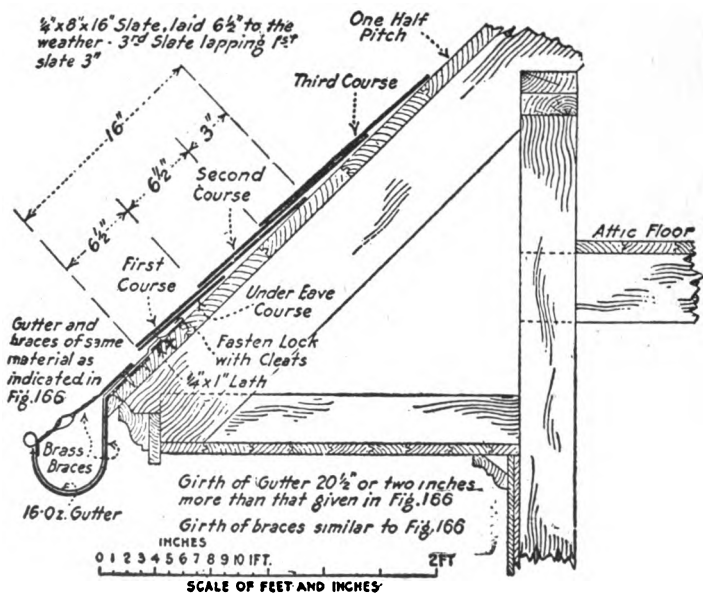 ¼"x8"x16" Slate, laid 6½" to the
weather - 3rd Slate lapping 1st
slate 3"
One Half
Pitch
Third Course
16"
3"
6½"
6½"
Second
Course
First
Course
Attic Floor
Under Eave
Course
Gutter and
braces of same
material as
indicated in
Fig.166
Fasten Lock
with Cleats
¼"x1" Lath
Brass
Braces
16-Oz. Gutter
Girth of Gutter 20½" or two inches
more than that given in Fig.166
Girth of braces similar to Fig.166
INCHES
0 1 2 3 4 5 6 7 8 9 10 11FT. 2FT
SCALE OF FEET AND INCHES